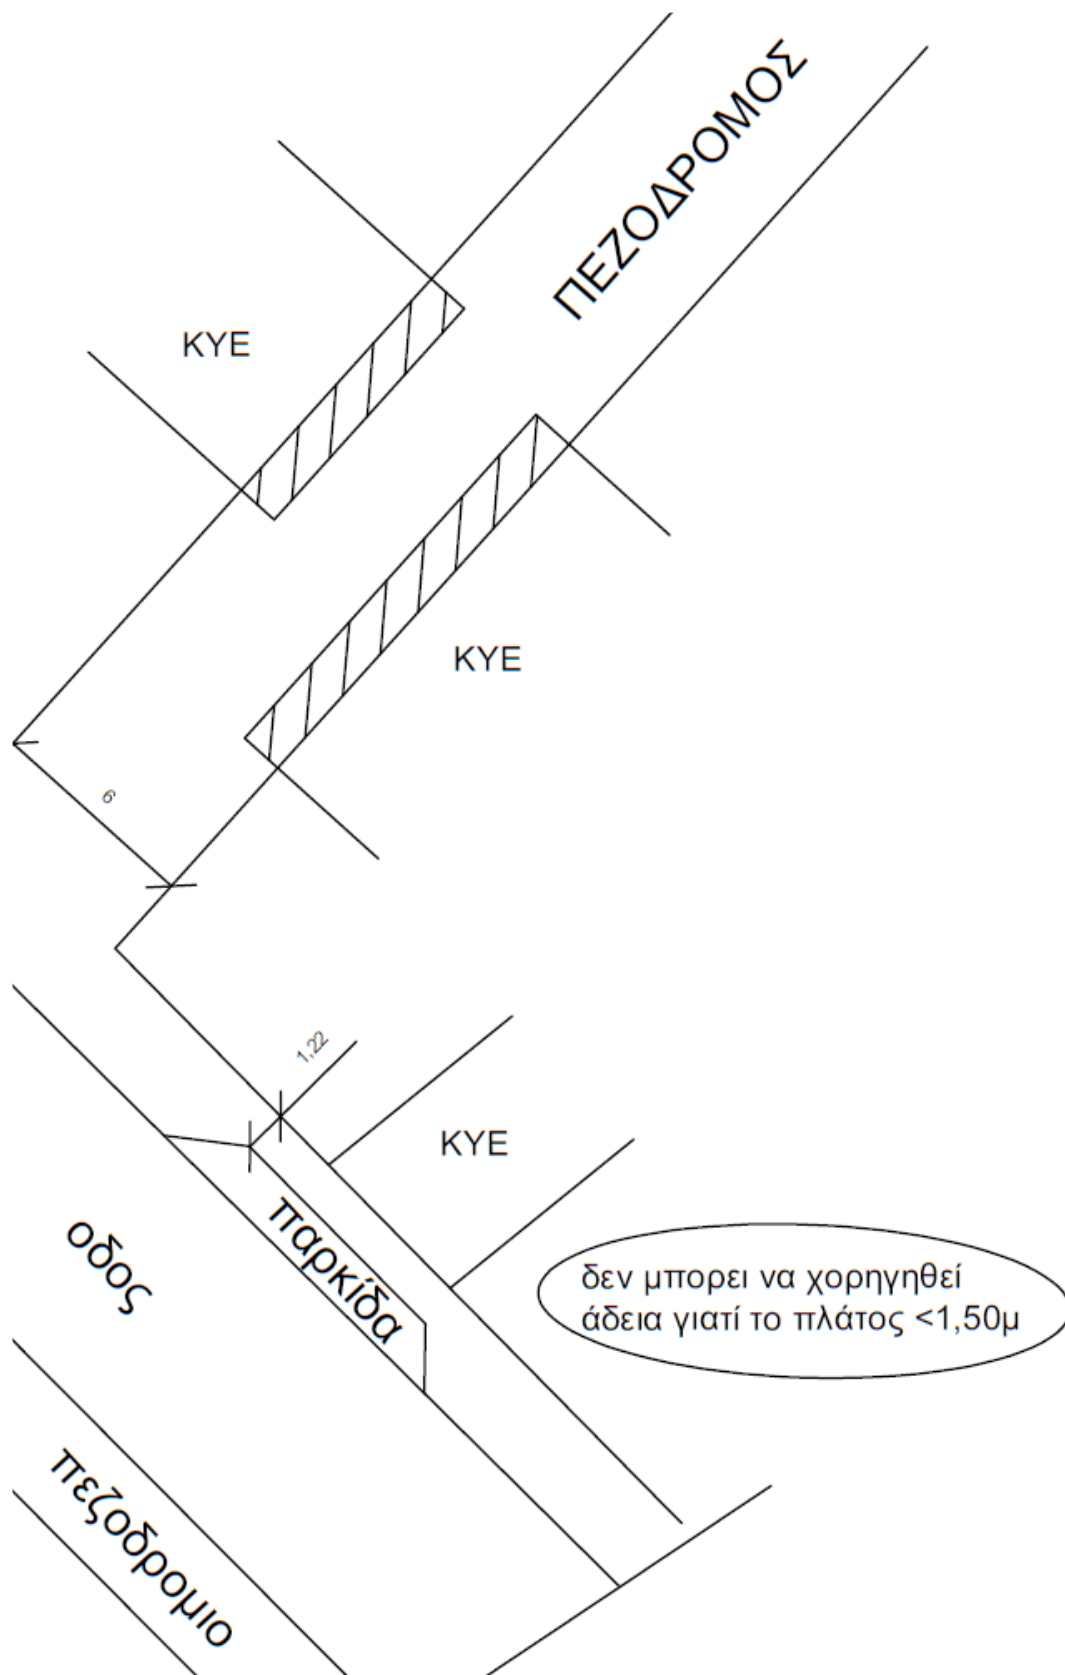 ΠΕΖΟΔΡΟΜΟΣ
ΚΥΕ
ΚΥΕ
6
1,22
ΚΥΕ
παρκίδα
οδος
δεν μπορει να χορηγηθεί
άδεια γιατί το πλάτος <1,50μ
πεζοδρομιο